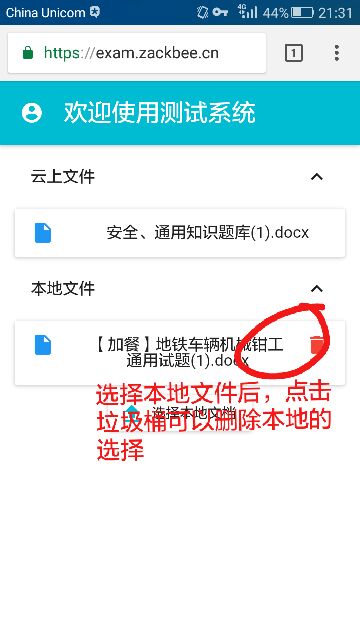 China Unicom
4G
44%
21:31
https://exam.zackbee.cn
1
欢迎使用测试系统
云上文件
安全、通用知识题库(1).docx
本地文件
【加餐】地铁车辆机械钳工
通用试题(1).docx
选择本地文档
选择本地文件后，点击
垃圾桶可以删除本地的
选择